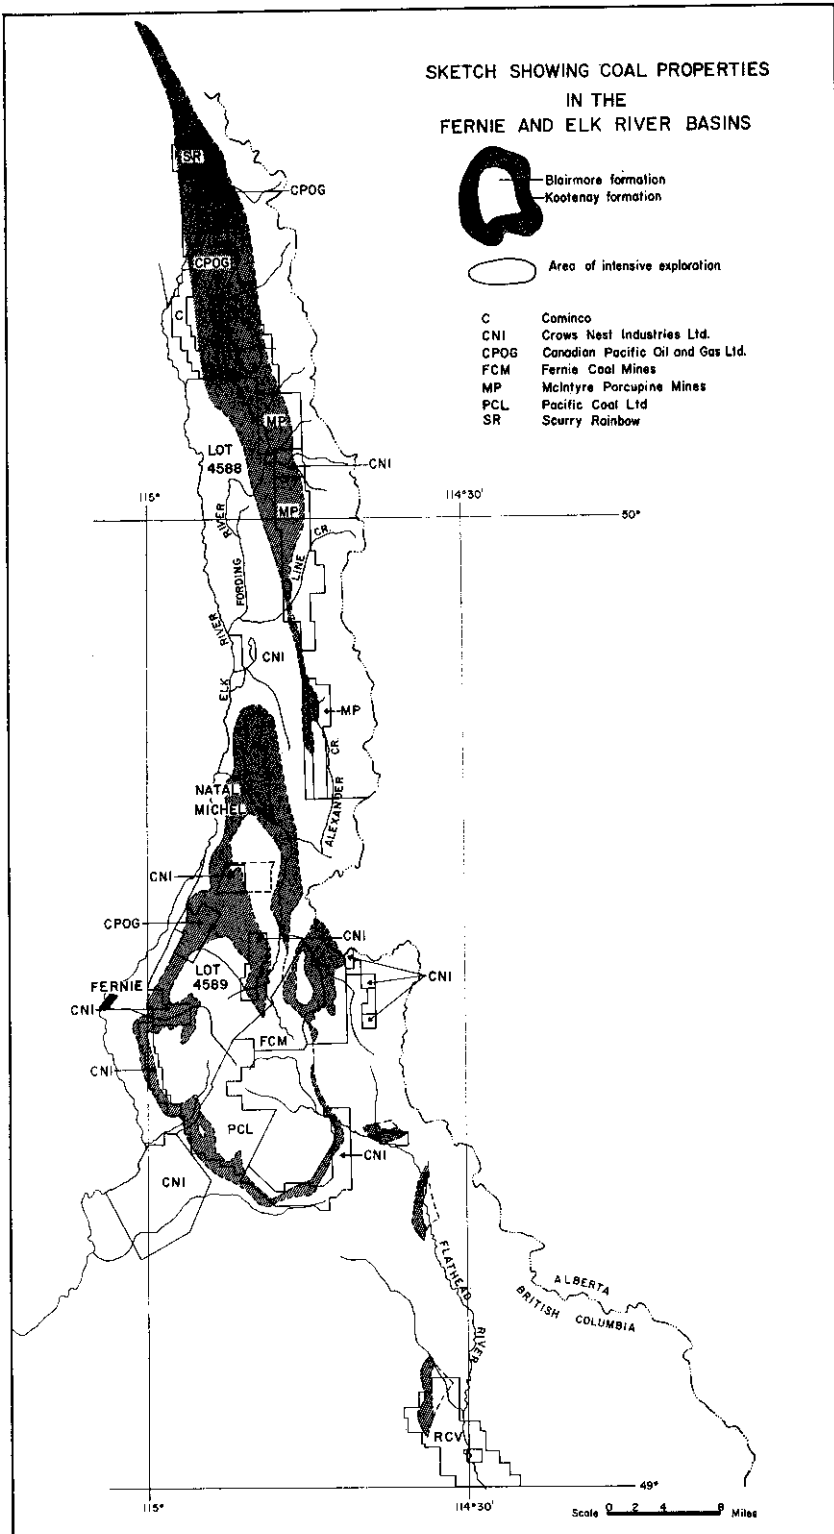 SKETCH SHOWING COAL PROPERTIES
IN THE
FERNIE AND ELK RIVER BASINS
Blairmore formation
Kootenay formation
Area of intensive exploration
C Cominco
CNI Crows Nest Industries Ltd.
CPOG Canadian Pacific Oil and Gas Ltd.
FCM Fernie Coal Mines
MP McIntyre Porcupine Mines
PCL Pacific Coal Ltd
SR Scurry Rainbow
SR
CPOG
CPOG
C
MP
LOT
4588
CNI
115°
114°30'
MP
50°
RIVER
FORDING
LINE
CR.
ELK
RIVER
CNI
MP
NATAL
MICHEL
ALEXANDER
CR.
CNI
CPOG
CNI
LOT
4589
CNI
FERNIE
CNI
FCM
CNI
PCL
CNI
CNI
FLATHEAD
RIVER
ALBERTA
BRITISH COLUMBIA
RCV
49°
115°
114°30'
Scale 0 2 4 8 Miles